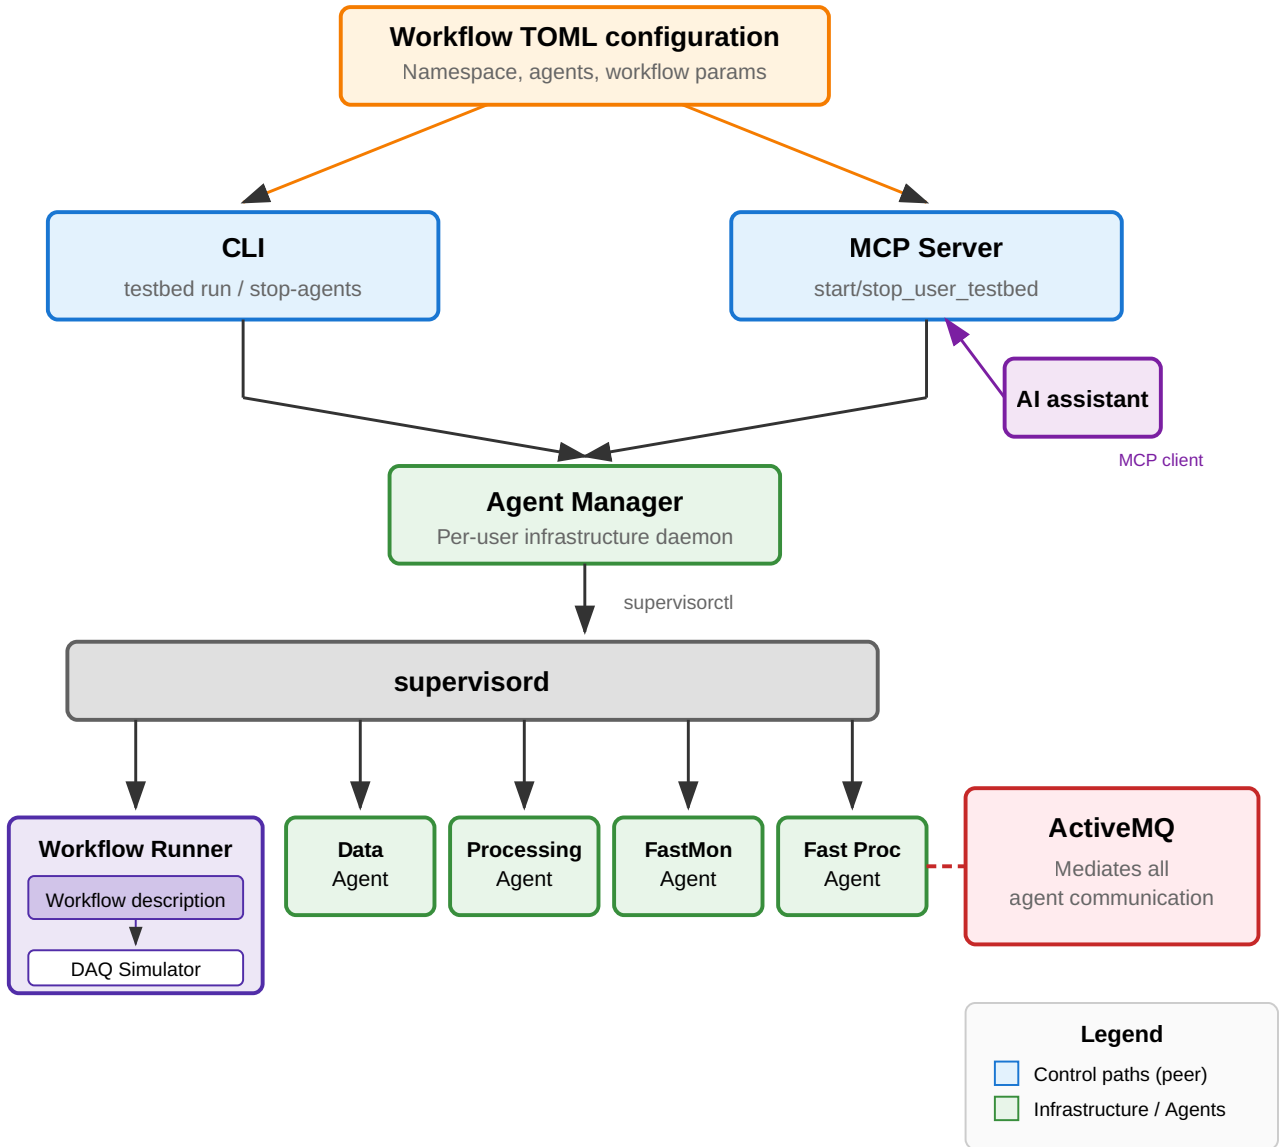 Workflow TOML configuration
Namespace, agents, workflow params
CLI
testbed run / stop-agents
MCP Server
start/stop_user_testbed
AI assistant
MCP client
Agent Manager
Per-user infrastructure daemon
supervisorctl
supervisord
Workflow Runner
Workflow description
DAQ Simulator
Data
Agent
Processing
Agent
FastMon
Agent
Fast Proc
Agent
ActiveMQ
Mediates all
agent communication
Legend
Control paths (peer)
Infrastructure / Agents